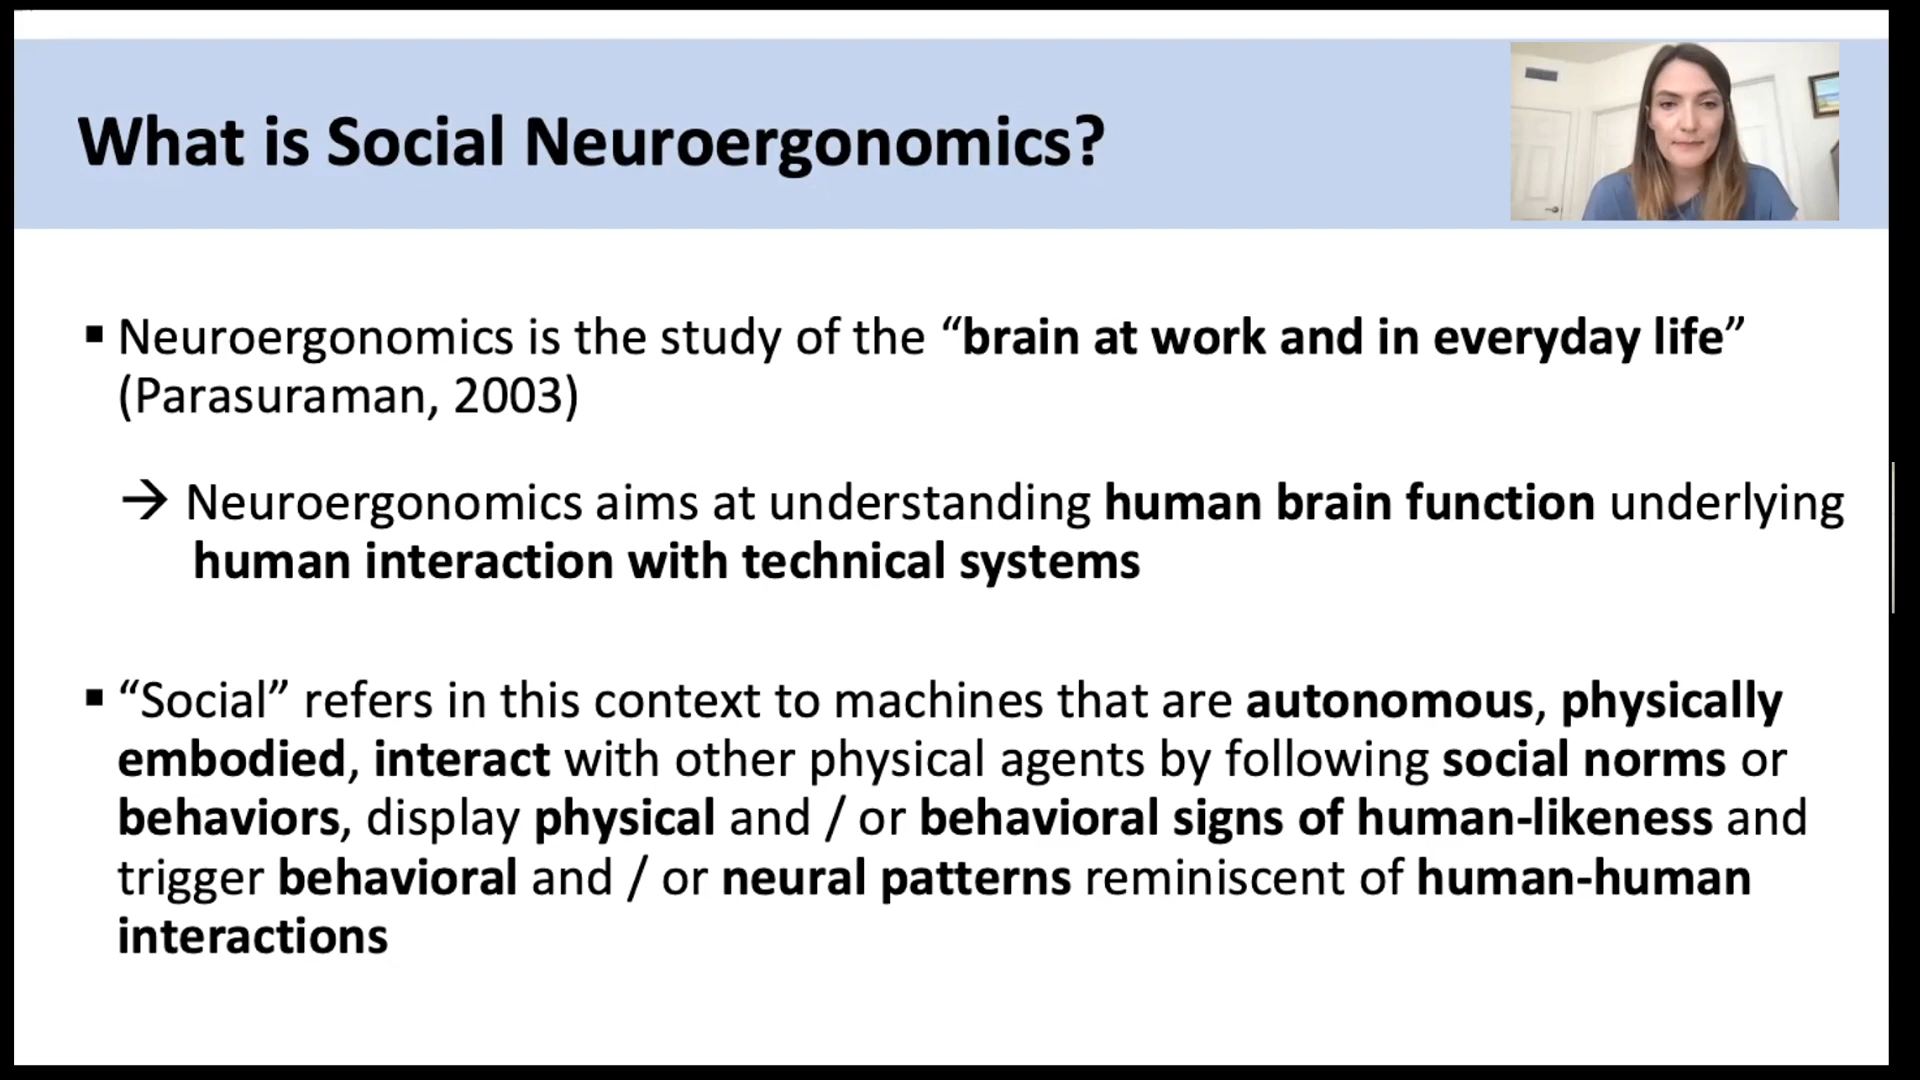 What is Social Neuroergonomics?
▪ Neuroergonomics is the study of the “brain at work and in everyday life”
(Parasuraman, 2003)
→ Neuroergonomics aims at understanding human brain function underlying
human interaction with technical systems
▪ “Social” refers in this context to machines that are autonomous, physically
embodied, interact with other physical agents by following social norms or
behaviors, display physical and / or behavioral signs of human-likeness and
trigger behavioral and / or neural patterns reminiscent of human-human
interactions